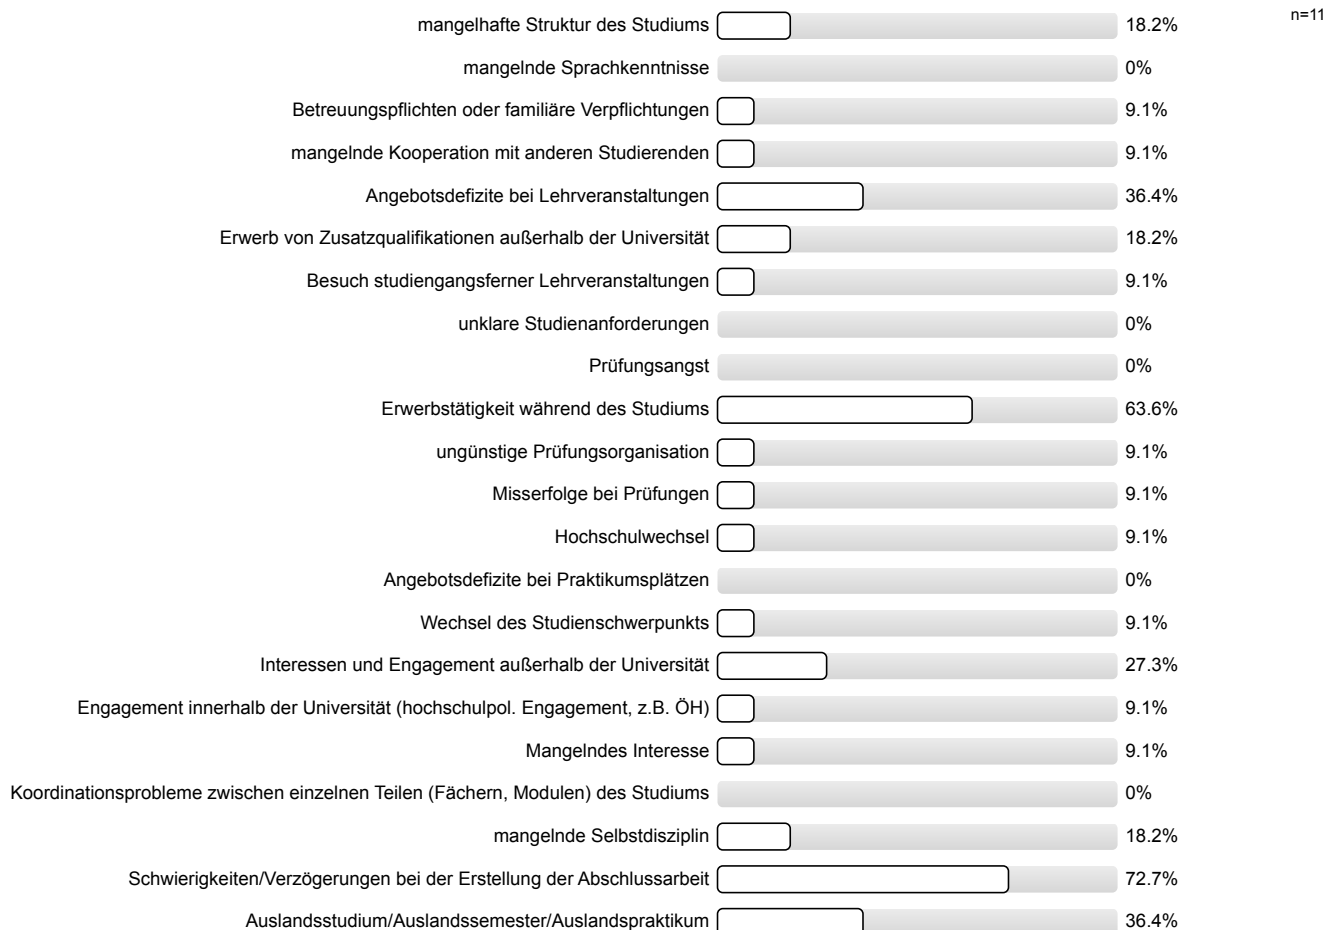 mangelhafte Struktur des Studiums 18.2% n=11
mangelnde Sprachkenntnisse 0%
Betreuungspflichten oder familiäre Verpflichtungen 9.1%
mangelnde Kooperation mit anderen Studierenden 9.1%
Angebotsdefizite bei Lehrveranstaltungen 36.4%
Erwerb von Zusatzqualifikationen außerhalb der Universität 18.2%
Besuch studiengangsferner Lehrveranstaltungen 9.1%
unklare Studienanforderungen 0%
Prüfungsangst 0%
Erwerbstätigkeit während des Studiums 63.6%
ungünstige Prüfungsorganisation 9.1%
Misserfolge bei Prüfungen 9.1%
Hochschulwechsel 9.1%
Angebotsdefizite bei Praktikumsplätzen 0%
Wechsel des Studienschwerpunkts 9.1%
Interessen und Engagement außerhalb der Universität 27.3%
Engagement innerhalb der Universität (hochschulpol. Engagement, z.B. ÖH) 9.1%
Mangelndes Interesse 9.1%
Koordinationsprobleme zwischen einzelnen Teilen (Fächern, Modulen) des Studiums 0%
mangelnde Selbstdisziplin 18.2%
Schwierigkeiten/Verzögerungen bei der Erstellung der Abschlussarbeit 72.7%
Auslandsstudium/Auslandssemester/Auslandspraktikum 36.4%